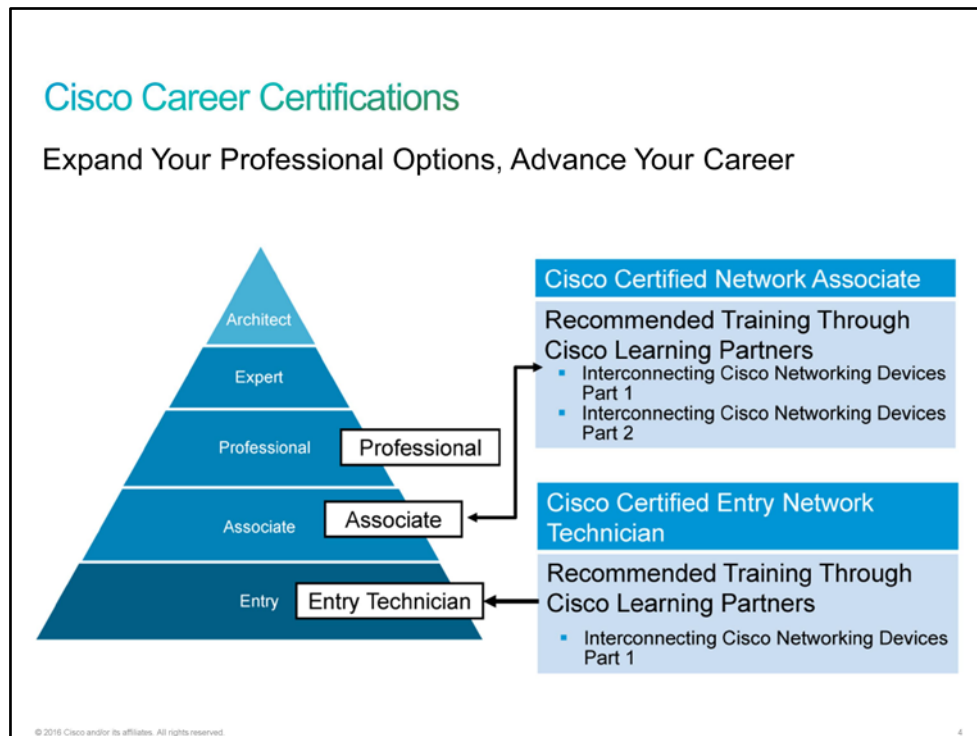 Cisco Career Certifications
Expand Your Professional Options, Advance Your Career
Architect
Expert
Professional
Professional
Associate
Associate
Entry
Entry Technician
Cisco Certified Network Associate
Recommended Training Through
Cisco Learning Partners
▪ Interconnecting Cisco Networking Devices
Part 1
▪ Interconnecting Cisco Networking Devices
Part 2
Cisco Certified Entry Network
Technician
Recommended Training Through
Cisco Learning Partners
▪ Interconnecting Cisco Networking Devices
Part 1
© 2016 Cisco and/or its affiliates. All rights reserved.
4